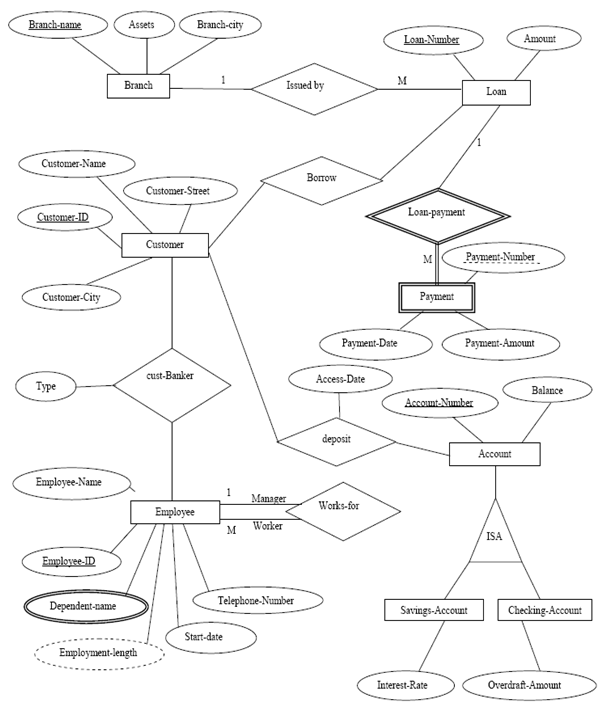 Branch-name
Assets
Branch-city
Loan-Number
Amount
Branch
1
Issued by
M
Loan
Customer-Name
Customer-Street
Borrow
1
Customer-ID
Loan-payment
Customer
M
Payment-Number
Customer-City
Payment
Payment-Date
Payment-Amount
Type
cust-Banker
Access-Date
Account-Number
Balance
deposit
Account
Employee-Name
1
Manager
Works-for
Employee
M
Worker
ISA
Employee-ID
Dependent-name
Telephone-Number
Savings-Account
Checking-Account
Start-date
Employment-length
Interest-Rate
Overdraft-Amount